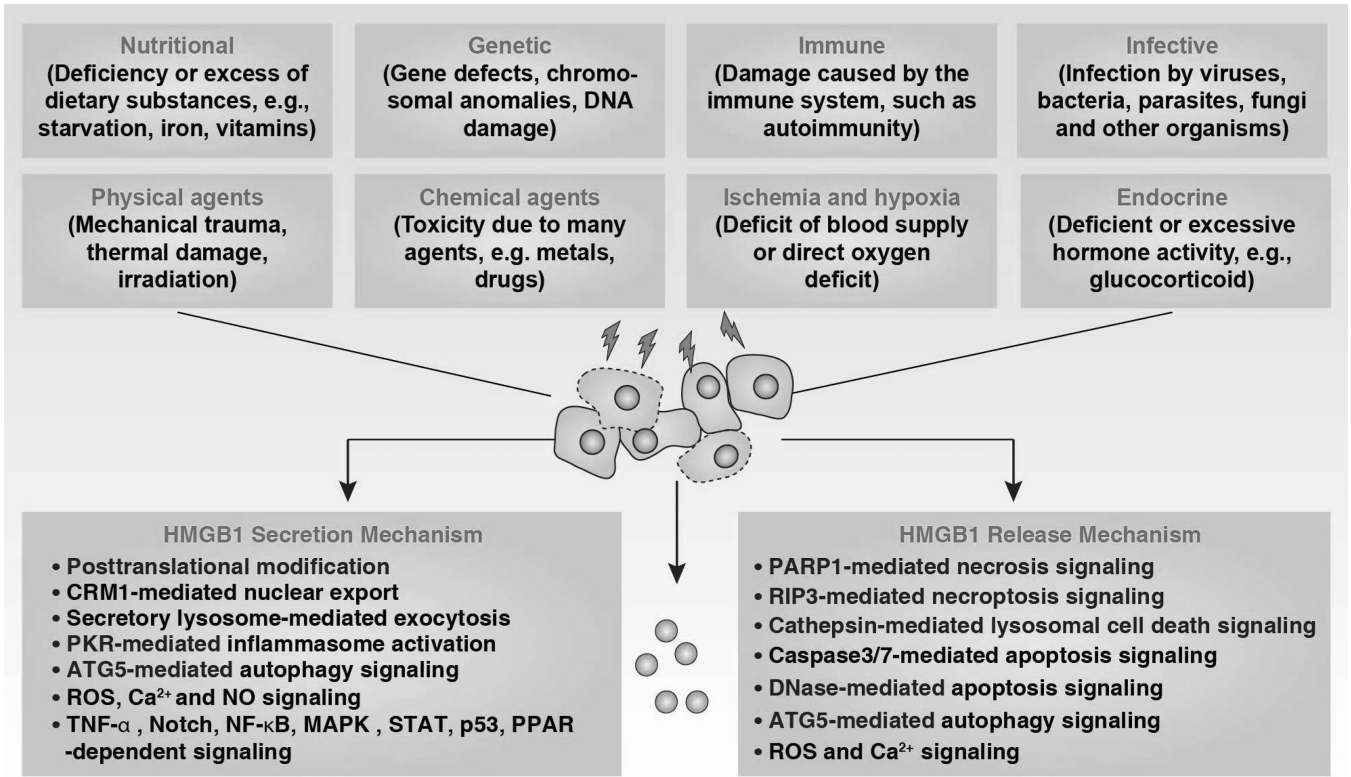 Nutritional
(Deficiency or excess of
dietary substances, e.g.,
starvation, iron, vitamins)
Genetic
(Gene defects, chromo-
somal anomalies, DNA
damage)
Immune
(Damage caused by the
immune system, such as
autoimmunity)
Infective
(Infection by viruses,
bacteria, parasites, fungi
and other organisms)
Physical agents
(Mechanical trauma,
thermal damage,
irradiation)
Chemical agents
(Toxicity due to many
agents, e.g. metals,
drugs)
Ischemia and hypoxia
(Deficit of blood supply
or direct oxygen
deficit)
Endocrine
(Deficient or excessive
hormone activity, e.g.,
glucocorticoid)
HMGB1 Secretion Mechanism
• Posttranslational modification
• CRM1-mediated nuclear export
• Secretory lysosome-mediated exocytosis
• PKR-mediated inflammasome activation
• ATG5-mediated autophagy signaling
• ROS, Ca²⁺ and NO signaling
• TNF-α , Notch, NF-κB, MAPK , STAT, p53, PPAR
-dependent signaling
HMGB1 Release Mechanism
• PARP1-mediated necrosis signaling
• RIP3-mediated necroptosis signaling
• Cathepsin-mediated lysosomal cell death signaling
• Caspase3/7-mediated apoptosis signaling
• DNase-mediated apoptosis signaling
• ATG5-mediated autophagy signaling
• ROS and Ca²⁺ signaling